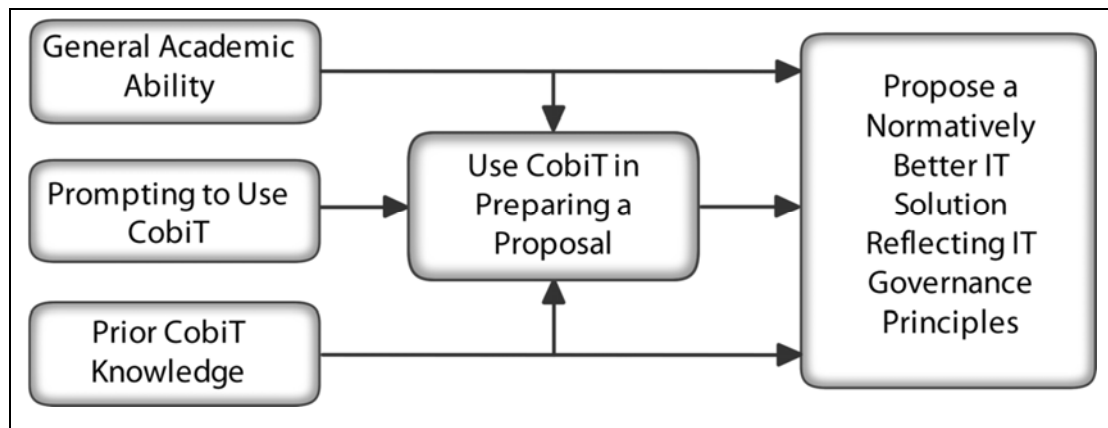 General Academic
Ability
Prompting to Use
CobiT
Prior CobiT
Knowledge
Use CobiT in
Preparing a
Proposal
Propose a
Normatively
Better IT
Solution
Reflecting IT
Governance
Principles